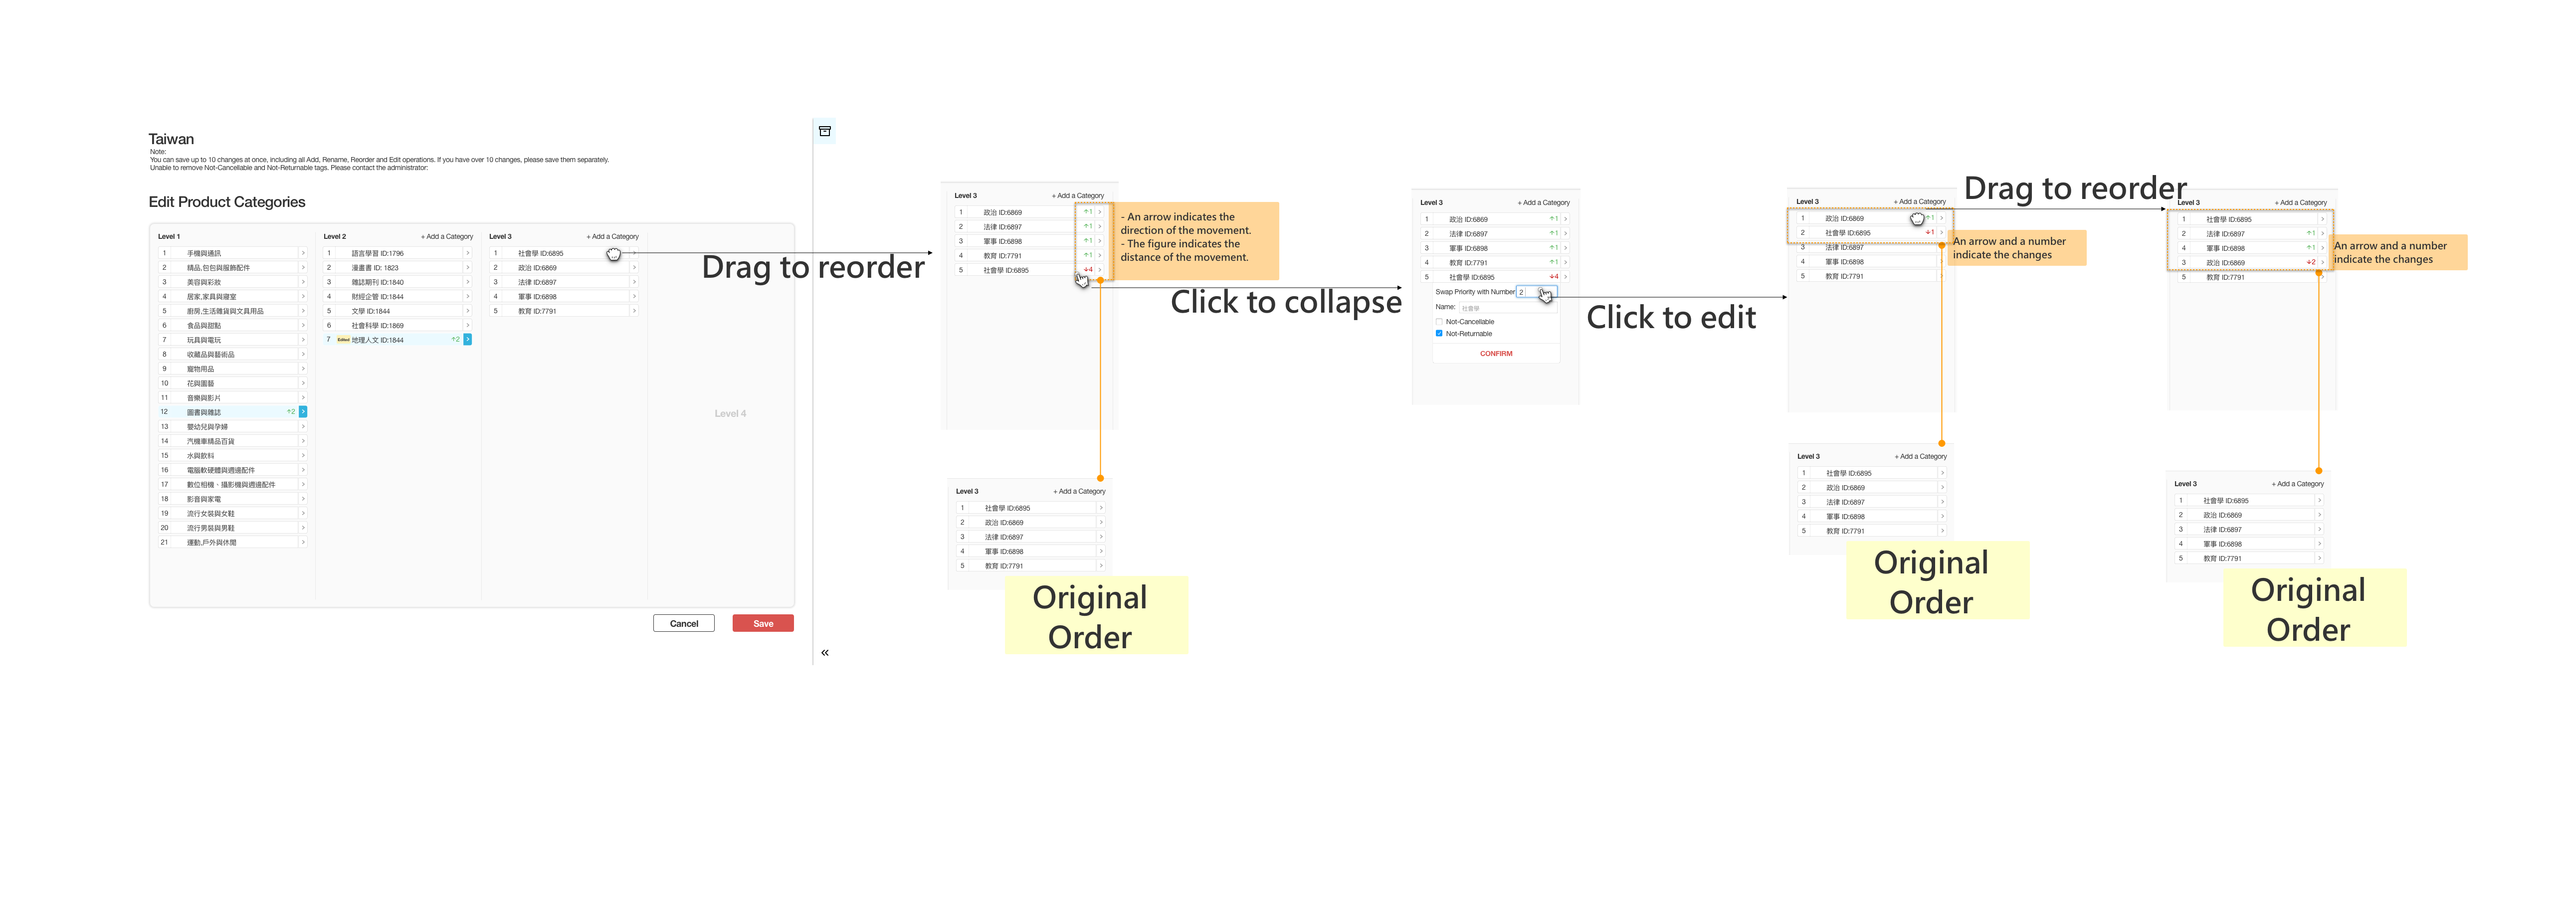 Taiwan
Note:
You can save up to 10 changes at once, including all Add, Rename, Reorder and Edit operations. If you have over 10 changes, please save them separately.
Unable to remove Not-Cancellable and Not-Returnable tags. Please contact the administrator:
Edit Product Categories
Level 1
1 手機與通訊 >
2 精品,包包與服飾配件 >
3 美容與彩妝 >
4 居家,家具與寢室 >
5 廚房,生活雜貨與文具用品 >
6 食品與甜點 >
7 玩具與電玩 >
8 收藏品與藝術品 >
9 寵物用品 >
10 花與園藝 >
11 音樂與影片 >
12 圖書與雜誌 ↑2 >
13 嬰幼兒與孕婦 >
14 汽機車精品百貨 >
15 水與飲料 >
16 電腦軟硬體與週邊配件 >
17 數位相機、攝影機與週邊配件 >
18 影音與家電 >
19 流行女裝與女鞋 >
20 流行男裝與男鞋 >
21 運動,戶外與休閒 >
Level 2 + Add a Category
1 語言學習 ID:1796 >
2 漫畫書 ID: 1823 >
3 雜誌期刊 ID:1840 >
4 財經企管 ID:1844 >
5 文學 ID:1844 >
6 社會科學 ID:1869 >
7 Edited 地理人文 ID:1844 ↑2 >
Level 3 + Add a Category
1 社會學 ID:6895 >
2 政治 ID:6869 >
3 法律 ID:6897 >
4 軍事 ID:6898 >
5 教育 ID:7791 >
Level 4
Cancel
Save
«
Drag to reorder
Level 3 + Add a Category
1 政治 ID:6869 ↑1 >
2 法律 ID:6897 ↑1 >
3 軍事 ID:6898 ↑1 >
4 教育 ID:7791 ↑1 >
5 社會學 ID:6895 ↓4 >
- An arrow indicates the
direction of the movement.
- The figure indicates the
distance of the movement.
Level 3 + Add a Category
1 社會學 ID:6895 >
2 政治 ID:6869 >
3 法律 ID:6897 >
4 軍事 ID:6898 >
5 教育 ID:7791 >
Original
Order
Click to collapse
Level 3 + Add a Category
1 政治 ID:6869 ↑1 >
2 法律 ID:6897 ↑1 >
3 軍事 ID:6898 ↑1 >
4 教育 ID:7791 ↑1 >
5 社會學 ID:6895 ↓4 >
Swap Priority with Number 2
Name: 社會學
Not-Cancellable
Not-Returnable
CONFIRM
Click to edit
Level 3 + Add a Category
1 政治 ID:6869 ↑1 >
2 社會學 ID:6895 ↓1 >
3 法律 ID:6897
4 軍事 ID:6898
5 教育 ID:7791 >
An arrow and a number
indicate the changes
Level 3 + Add a Category
1 社會學 ID:6895 >
2 政治 ID:6869 >
3 法律 ID:6897 >
4 軍事 ID:6898 >
5 教育 ID:7791 >
Original
Order
Drag to reorder
Level 3 + Add a Category
1 社會學 ID:6895 >
2 法律 ID:6897 ↑1 >
4 軍事 ID:6898 ↑1 >
3 政治 ID:6869 ↓2 >
5 教育 ID:7791 >
An arrow and a number
indicate the changes
Level 3 + Add a Category
1 社會學 ID:6895 >
2 政治 ID:6869 >
3 法律 ID:6897 >
4 軍事 ID:6898 >
5 教育 ID:7791 >
Original
Order